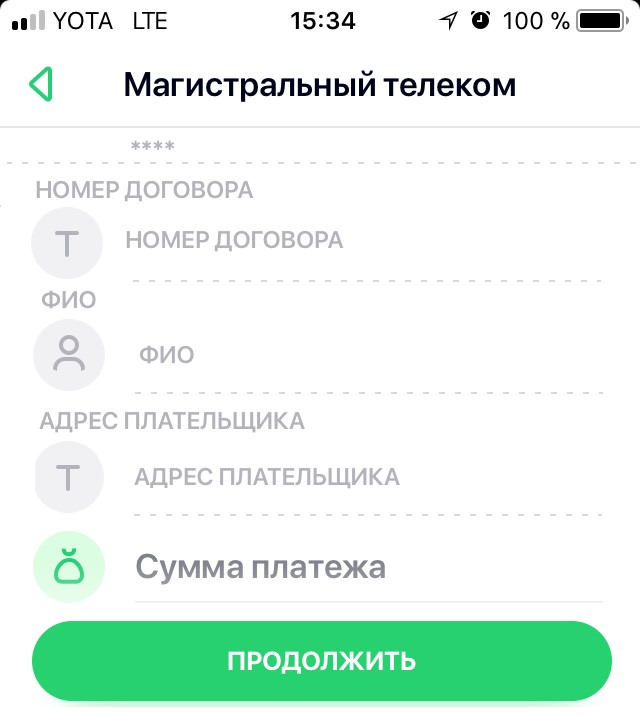 YOTA LTE 15:34 100 %
Магистральный телеком
****
НОМЕР ДОГОВОРА
Т НОМЕР ДОГОВОРА
ФИО
ФИО
АДРЕС ПЛАТЕЛЬЩИКА
Т АДРЕС ПЛАТЕЛЬЩИКА
Сумма платежа
ПРОДОЛЖИТЬ